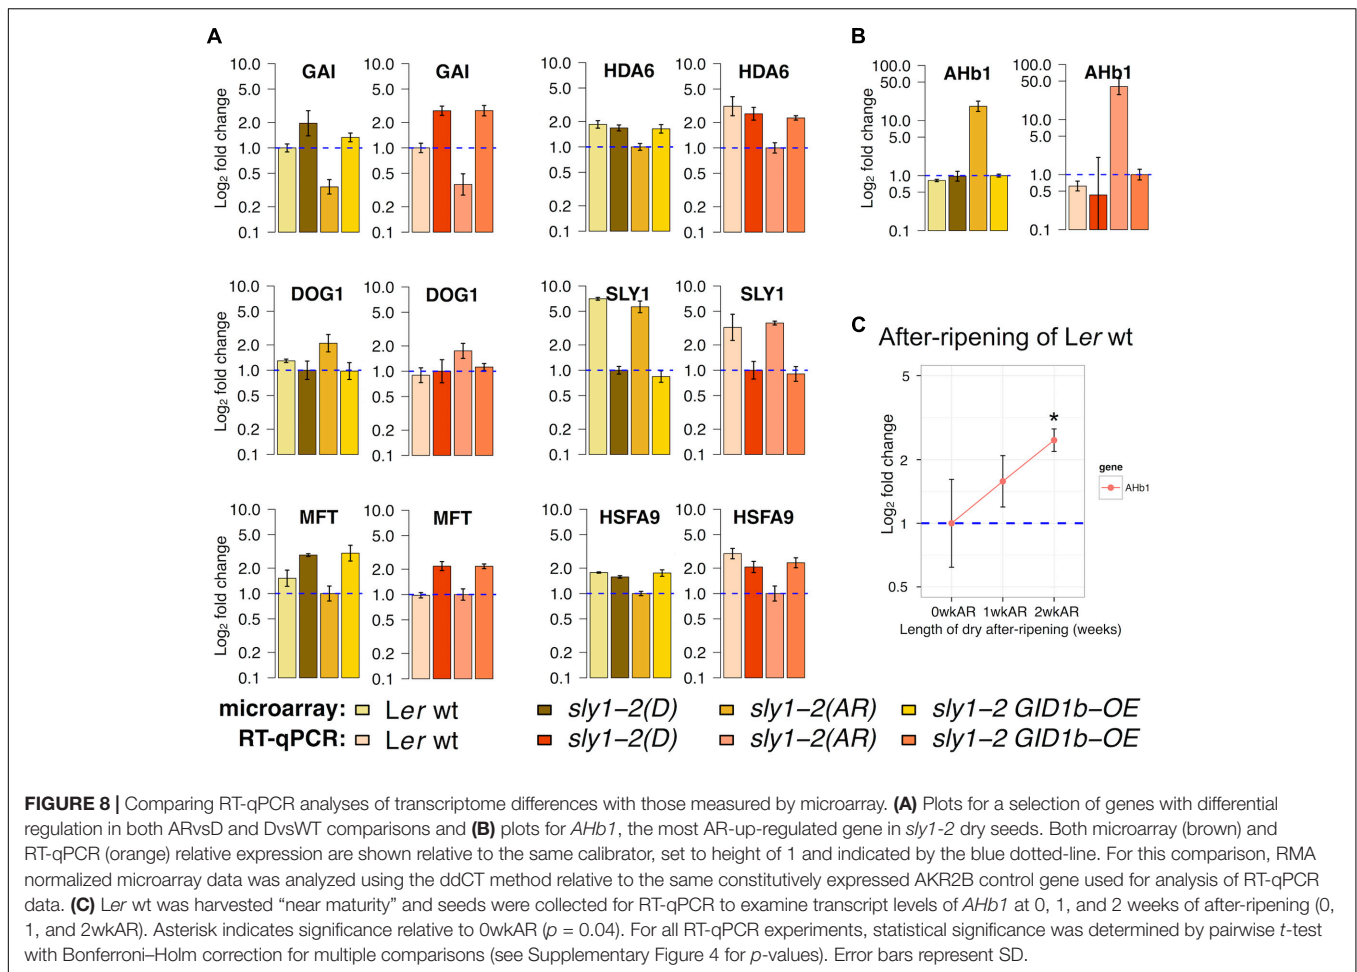 A
B
GAI
GAI
HDA6
HDA6
AHb1
AHb1
Log₂ fold change
10.0
5.0
2.0
1.0
0.5
0.2
0.1
10.0
5.0
2.0
1.0
0.5
0.2
0.1
10.0
5.0
2.0
1.0
0.5
0.2
0.1
10.0
5.0
2.0
1.0
0.5
0.2
0.1
Log₂ fold change
100.0
50.0
10.0
5.0
1.0
0.5
0.1
100.0
50.0
10.0
5.0
1.0
0.5
0.1
DOG1
DOG1
SLY1
SLY1
Log₂ fold change
10.0
5.0
2.0
1.0
0.5
0.2
0.1
10.0
5.0
2.0
1.0
0.5
0.2
0.1
10.0
5.0
2.0
1.0
0.5
0.2
0.1
10.0
5.0
2.0
1.0
0.5
0.2
0.1
C
After-ripening of Ler wt
Log₂ fold change
5
2
1
0.5
*
gene
AHb1
0wkAR 1wkAR 2wkAR
Length of dry after-ripening (weeks)
MFT
MFT
HSFA9
HSFA9
Log₂ fold change
10.0
5.0
2.0
1.0
0.5
0.2
0.1
10.0
5.0
2.0
1.0
0.5
0.2
0.1
10.0
5.0
2.0
1.0
0.5
0.2
0.1
10.0
5.0
2.0
1.0
0.5
0.2
0.1
microarray: Ler wt sly1–2(D) sly1–2(AR) sly1–2 GID1b–OE
RT-qPCR: Ler wt sly1–2(D) sly1–2(AR) sly1–2 GID1b–OE
FIGURE 8 | Comparing RT-qPCR analyses of transcriptome differences with those measured by microarray. (A) Plots for a selection of genes with differential
regulation in both ARvsD and DvsWT comparisons and (B) plots for AHb1, the most AR-up-regulated gene in sly1-2 dry seeds. Both microarray (brown) and
RT-qPCR (orange) relative expression are shown relative to the same calibrator, set to height of 1 and indicated by the blue dotted-line. For this comparison, RMA
normalized microarray data was analyzed using the ddCT method relative to the same constitutively expressed AKR2B control gene used for analysis of RT-qPCR
data. (C) Ler wt was harvested “near maturity” and seeds were collected for RT-qPCR to examine transcript levels of AHb1 at 0, 1, and 2 weeks of after-ripening (0,
1, and 2wkAR). Asterisk indicates significance relative to 0wkAR (p = 0.04). For all RT-qPCR experiments, statistical significance was determined by pairwise t-test
with Bonferroni–Holm correction for multiple comparisons (see Supplementary Figure 4 for p-values). Error bars represent SD.